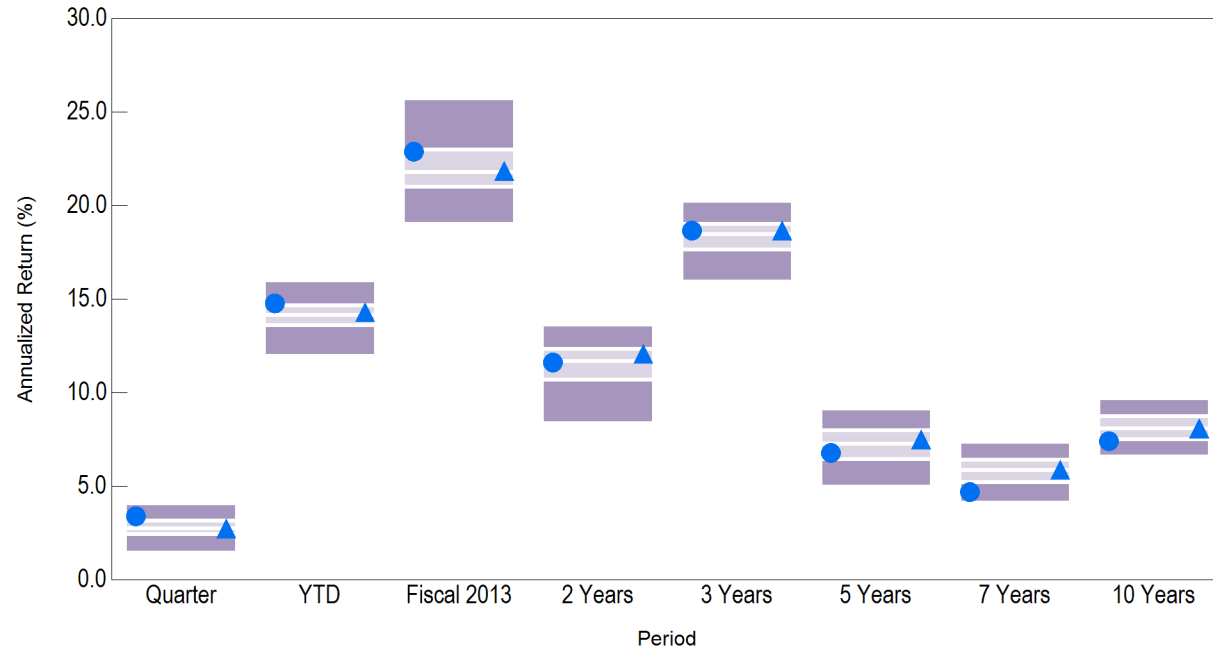 30.0
25.0
20.0
15.0
10.0
5.0
0.0
Annualized Return (%)
Quarter YTD Fiscal 2013 2 Years 3 Years 5 Years 7 Years 10 Years
Period